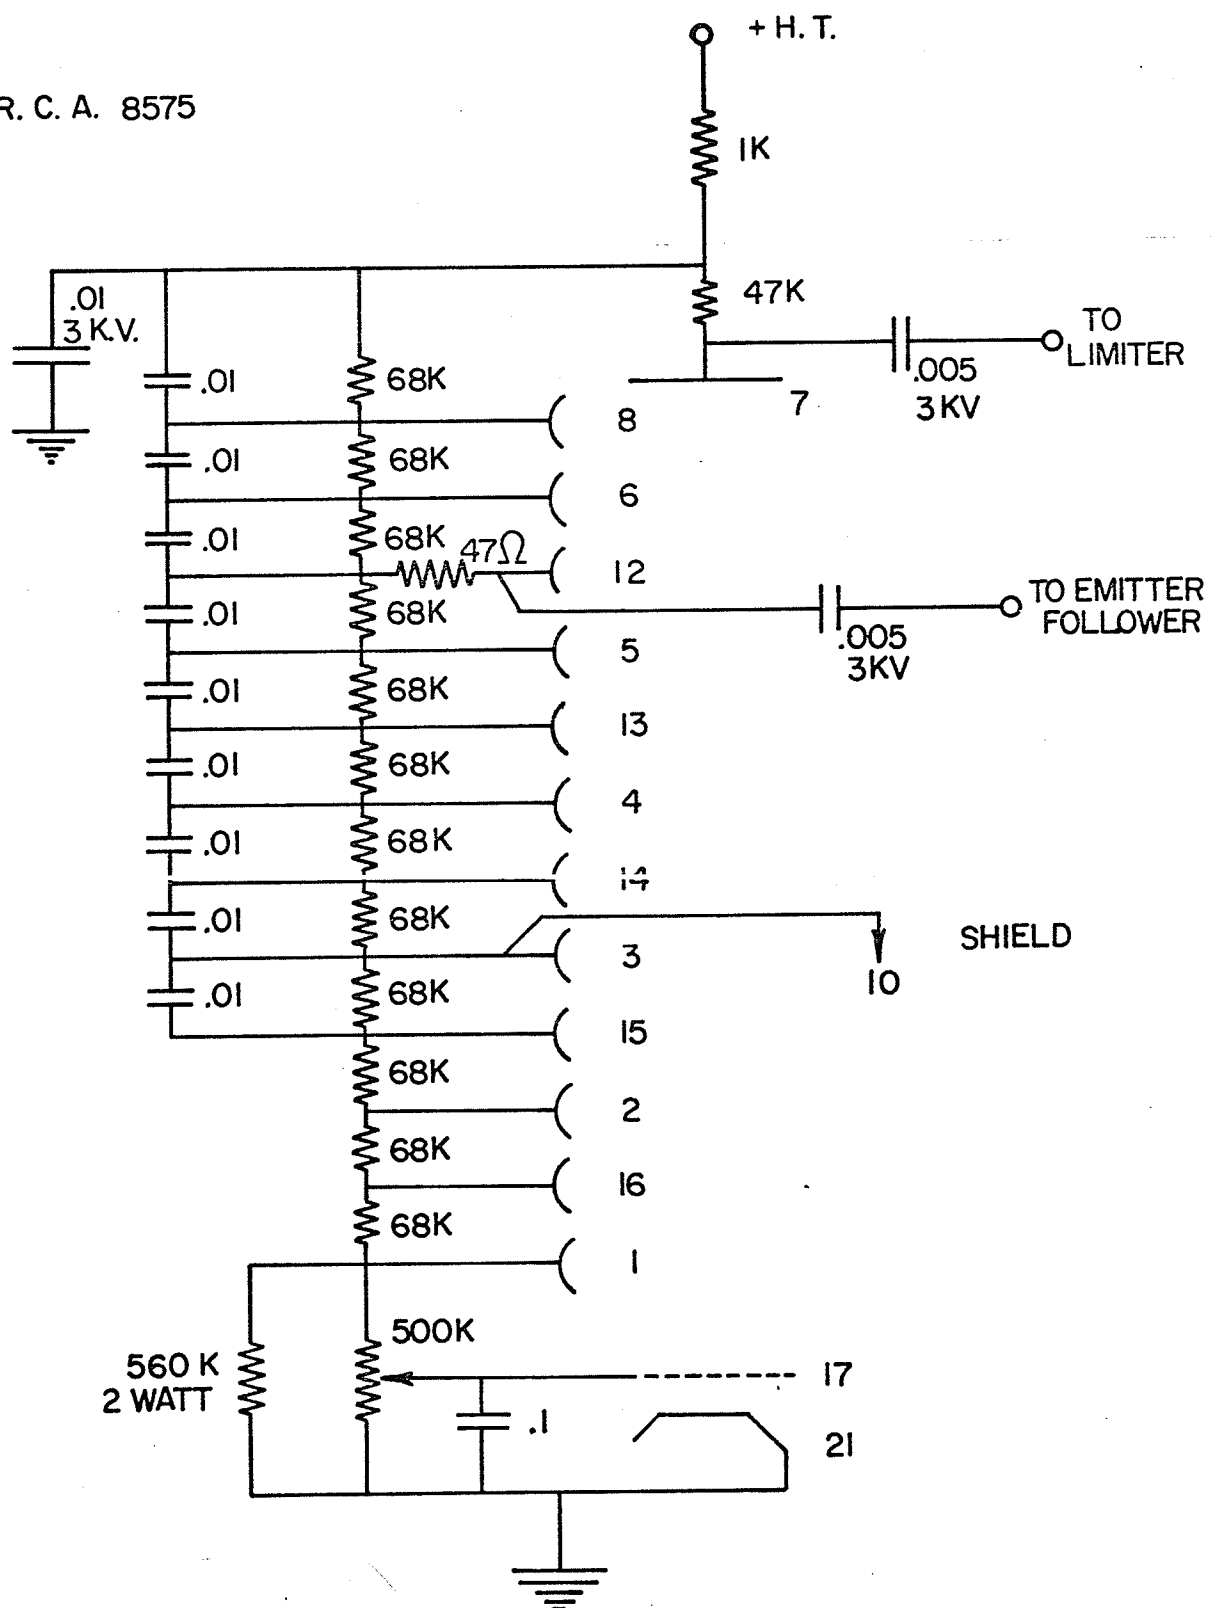 + H. T.
R. C. A. 8575
1K
.01
3 K.V.
47K
TO
LIMITER
.005
3 KV
7
.01
68K
8
.01
68K
6
.01
68K
47Ω
12
TO EMITTER
FOLLOWER
.005
3KV
.01
68K
5
.01
68K
13
.01
68K
4
.01
68K
14
.01
68K
3
SHIELD
10
.01
68K
15
68K
2
68K
16
68K
1
500K
560 K
2 WATT
17
.1
21